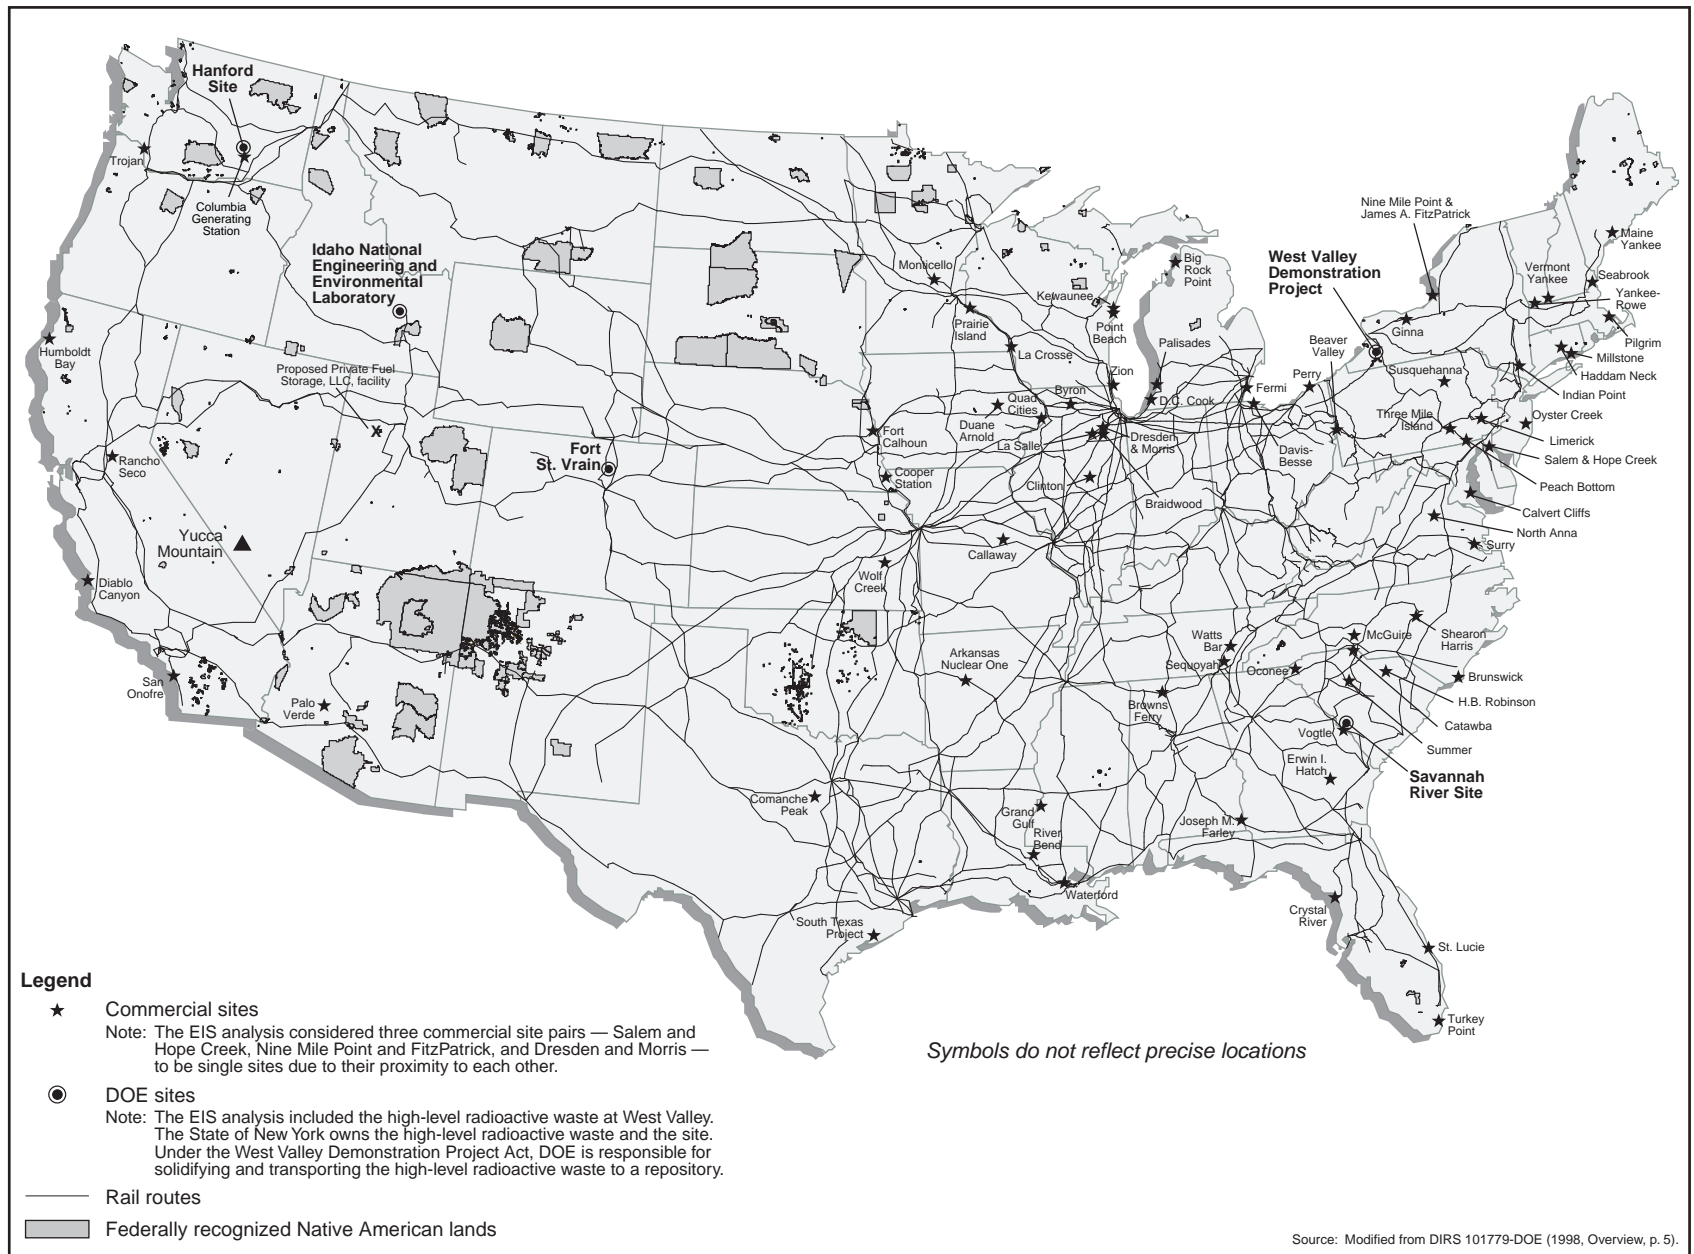 Hanford
Site
Trojan
Columbia
Generating
Station
Idaho National
Engineering and
Environmental
Laboratory
Humboldt
Bay
Proposed Private Fuel
Storage, LLC, facility
X
Rancho
Seco
Yucca
Mountain
Diablo
Canyon
San
Onofre
Palo
Verde
Fort
St. Vrain
Monticello
Prairie
Island
La Crosse
Kewaunee
Point
Beach
Big
Rock
Point
Palisades
Zion
Byron
Quad
Cities
Duane
Arnold
D.C. Cook
La Salle
Dresden
& Morris
Clinton
Braidwood
Fort
Calhoun
Cooper
Station
Callaway
Wolf
Creek
Arkansas
Nuclear One
Comanche
Peak
South Texas
Project
Grand
Gulf
River
Bend
Waterford
Nine Mile Point &
James A. FitzPatrick
West Valley
Demonstration
Project
Maine
Yankee
Vermont
Yankee
Seabrook
Yankee-
Rowe
Pilgrim
Millstone
Haddam Neck
Indian Point
Ginna
Beaver
Valley
Perry
Fermi
Davis-
Besse
Susquehanna
Three Mile
Island
Oyster Creek
Limerick
Salem & Hope Creek
Peach Bottom
Calvert Cliffs
North Anna
Surry
Watts
Bar
Sequoyah
Browns
Ferry
Oconee
McGuire
Shearon
Harris
Brunswick
H.B. Robinson
Catawba
Summer
Vogtle
Savannah
River Site
Erwin I.
Hatch
Joseph M.
Farley
Crystal
River
St. Lucie
Turkey
Point
Legend
Commercial sites
Note: The EIS analysis considered three commercial site pairs — Salem and
Hope Creek, Nine Mile Point and FitzPatrick, and Dresden and Morris —
to be single sites due to their proximity to each other.
DOE sites
Note: The EIS analysis included the high-level radioactive waste at West Valley.
The State of New York owns the high-level radioactive waste and the site.
Under the West Valley Demonstration Project Act, DOE is responsible for
solidifying and transporting the high-level radioactive waste to a repository.
Rail routes
Federally recognized Native American lands
Symbols do not reflect precise locations
Source: Modified from DIRS 101779-DOE (1998, Overview, p. 5).